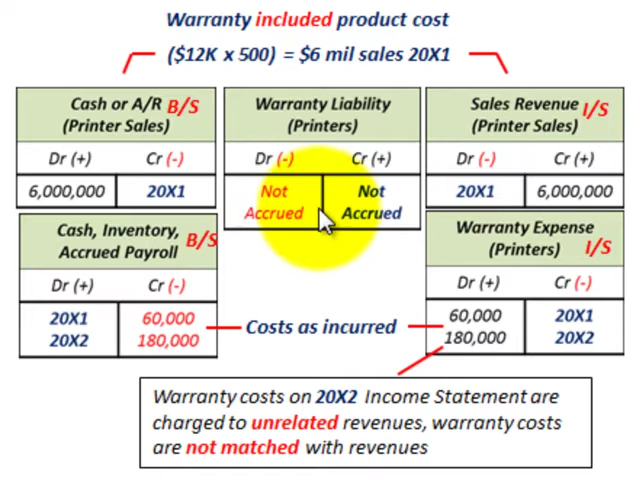 Warranty included product cost
($12K x 500) = $6 mil sales 20X1
Cash or A/R B/S
(Printer Sales)
Dr (+) Cr (-)
6,000,000 20X1
Warranty Liability
(Printers)
Dr (-) Cr (+)
Not Not
Accrued Accrued
Sales Revenue I/S
(Printer Sales)
Dr (-) Cr (+)
20X1 6,000,000
Cash, Inventory,
Accrued Payroll B/S
Dr (+) Cr (-)
20X1 60,000
20X2 180,000
Costs as incurred
Warranty Expense
(Printers) I/S
Dr (+) Cr (-)
60,000 20X1
180,000 20X2
Warranty costs on 20X2 Income Statement are
charged to unrelated revenues, warranty costs
are not matched with revenues